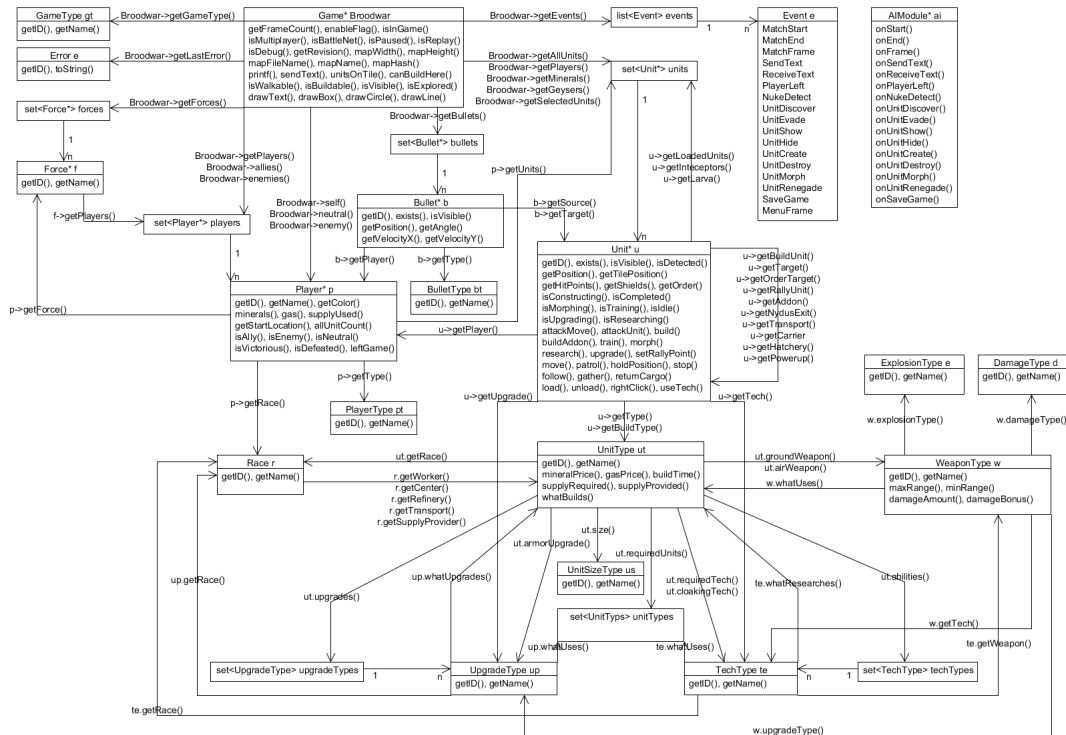 GameType gt
getID(), getName()
Broodwar->getGameType()
Game* Broodwar
getFrameCount(), enableFlag, isInGame
isMultiplayer(), isBattleNet(), isPaused(), isReplay()
isDebug(), getRevision(), mapWidth(), mapHeight()
mapFileName(), mapName(), mapHash()
printf(), sendText(), unitsOnTile(), canBuildHere()
isWalkable(), isBuildable(), isVisible(), isExplored()
drawText(), drawBox(), drawCircle(), drawLine()
Broodwar->getEvents()
list<Event> events
1
n
Event e
MatchStart
MatchEnd
MatchFrame
SendText
ReceiveText
PlayerLeft
NukeDetect
UnitDiscover
UnitEvade
UnitShow
UnitHide
UnitCreate
UnitDestroy
UnitMorph
UnitRenegade
SaveGame
MenuFrame
AIModule* ai
onStart()
onEnd()
onFrame()
onSendText()
onReceiveText()
onPlayerLeft()
onNukeDetect()
onUnitDiscover()
onUnitEvade()
onUnitShow()
onUnitHide()
onUnitCreate()
onUnitDestroy()
onUnitMorph()
onUnitRenegade()
onSaveGame()
Error e
getID(), toString()
Broodwar->getLastError()
Broodwar->getAllUnits()
Broodwar->getPlayers()
Broodwar->getMinerals()
Broodwar->getGeysers()
Broodwar->getSelectedUnits()
set<Unit*> units
1
n
set<Force*> forces
Broodwar->getForces()
1
n
Broodwar->getBullets()
set<Bullet*> bullets
1
n
Force* f
getID(), getName()
f->getPlayers()
Broodwar->getPlayers()
Broodwar->allies()
Broodwar->enemies()
set<Player*> players
1
n
Broodwar->self()
Broodwar->neutral()
Broodwar->enemy()
p->getUnits()
Bullet* b
getID(), exists(), isVisible()
getPosition(), getAngle()
getVelocityX(), getVelocityY()
b->getSource()
b->getTarget()
u->getLoadedUnits()
u->getInteceptors()
u->getLarva()
b->getPlayer()
b->getType()
BulletType bt
getID(), getName()
Player* p
getID(), getName(), getColor()
minerals(), gas(), supplyUsed()
getStartLocation(), allUnitCount()
isAlly(), isEnemy(), isNeutral()
isVictorious(), isDefeated(), leftGame()
p->getForce()
u->getPlayer()
Unit* u
getID(), exists(), isVisible(), isDetected()
getPosition(), getTilePosition()
getHitPoints(), getShields(), getOrder()
isConstructing(), isCompleted()
isMorphing(), isTraining(), isIdle()
isUpgrading(), isResearching()
attackMove(), attackUnit(), build()
buildAddon(), train(), morph()
research(), upgrade(), setRallyPoint()
move(), patrol(), holdPosition(), stop()
follow(), gather(), returnCargo()
load(), unload(), rightClick(), useTech()
u->getBuildUnit()
u->getTarget()
u->getOrderTarget()
u->getRallyUnit()
u->getAddon()
u->getNydusExit()
u->getTransport()
u->getCarrier
u->getHatchery()
u->getPowerup()
p->getType()
PlayerType pt
getID(), getName()
p->getRace()
u->getUpgrade()
u->getTech()
u->getType()
u->getBuildType()
ExplosionType e
getID(), getName()
DamageType d
getID(), getName()
w.explosionType()
w.damageType()
Race r
getID(), getName()
ut.getRace()
r.getWorker()
r.getCenter()
r.getRefinery()
r.getTransport()
r.getSupplyProvider()
UnitType ut
getID(), getName()
mineralPrice(), gasPrice(), buildTime()
supplyRequired(), supplyProvided()
whatBuilds()
ut.groundWeapon()
ut.airWeapon()
w.whatUses()
WeaponType w
getID(), getName()
maxRange(), minRange()
damageAmount(), damageBonus()
up.getRace()
ut.upgrades()
up.whatUpgrades()
ut.armorUpgrade()
ut.size()
UnitSizeType us
getID(), getName()
ut.requiredUnits()
ut.requiredTech()
ut.cloakingTech()
te.whatResearches()
ut.abilities()
set<UnitTyps> unitTypes
w.getTech()
te.getWeapon()
up.whatUses()
te.whatUses()
set<UpgradeType> upgradeTypes
1
n
UpgradeType up
getID(), getName()
TechType te
getID(), getName()
n
1
set<TechType> techTypes
te.getRace()
w.upgradeType()